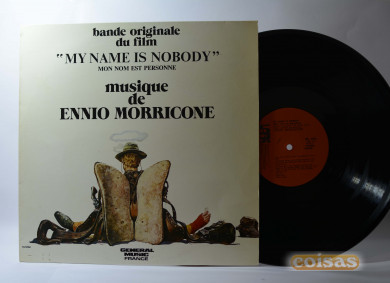 bande originale
du film
"MY NAME IS NOBODY"
MON NOM EST PERSONNE
musique
de
ENNIO MORRICONE
GENERAL
MUSIC
FRANCE
coisas